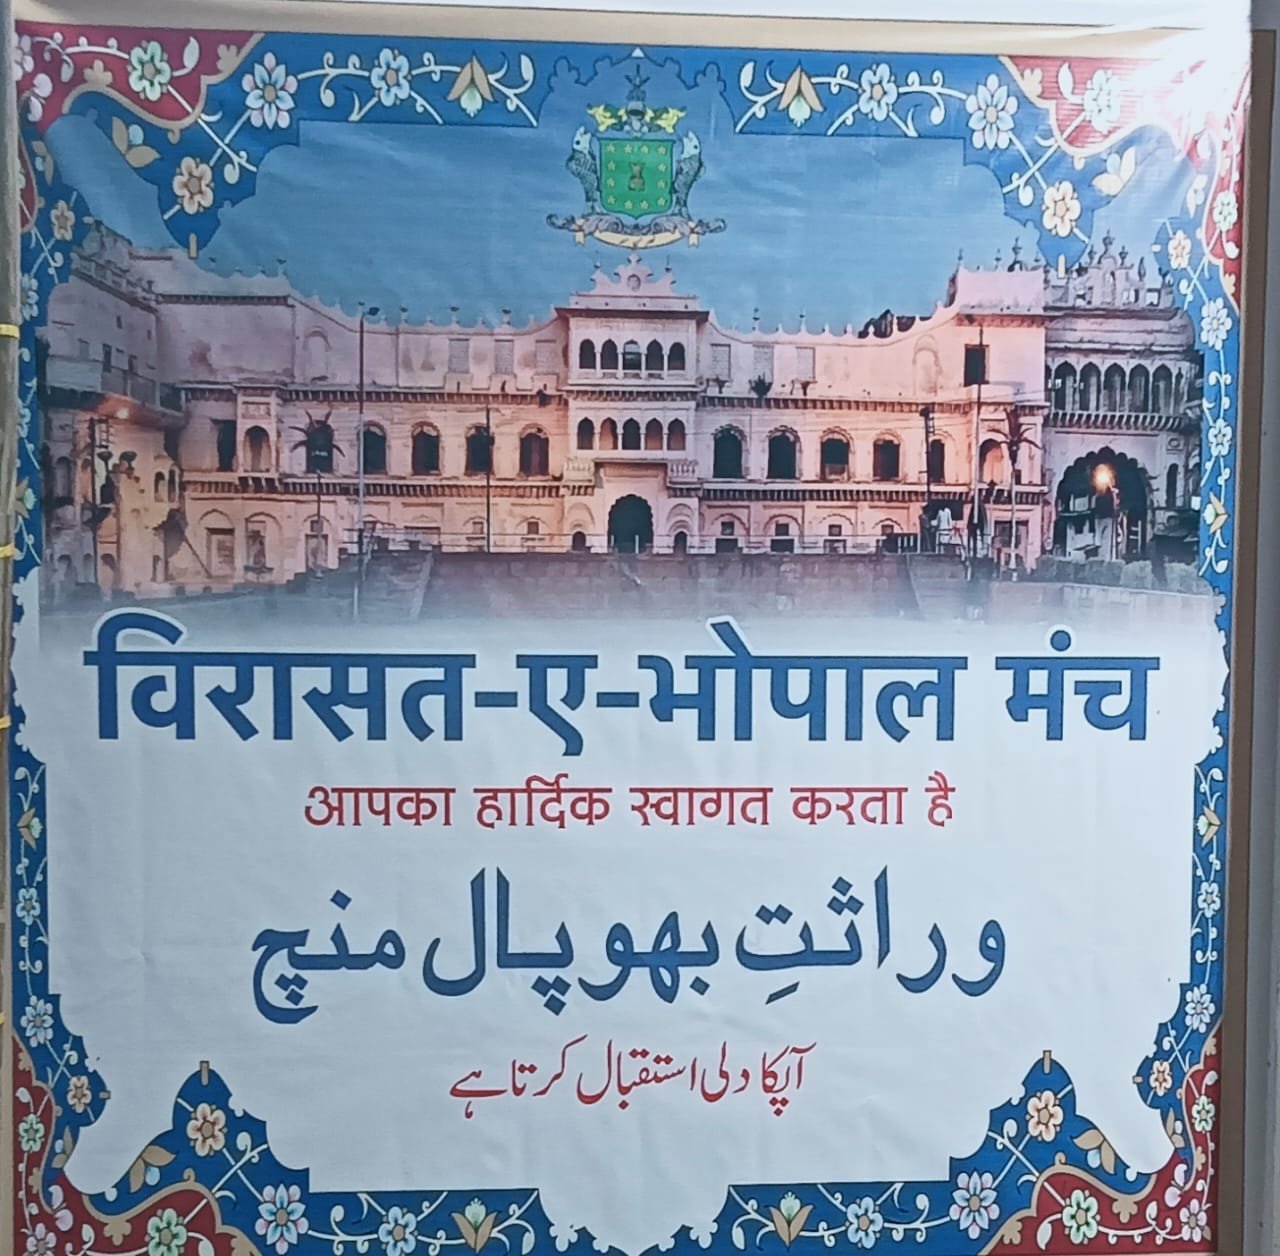 विरासत-ए-भोपाल मंच
आपका हार्दिक स्वागत करता है
وراثتِ بھوپال منچ
آپکا دلی استقبال کرتا ہے